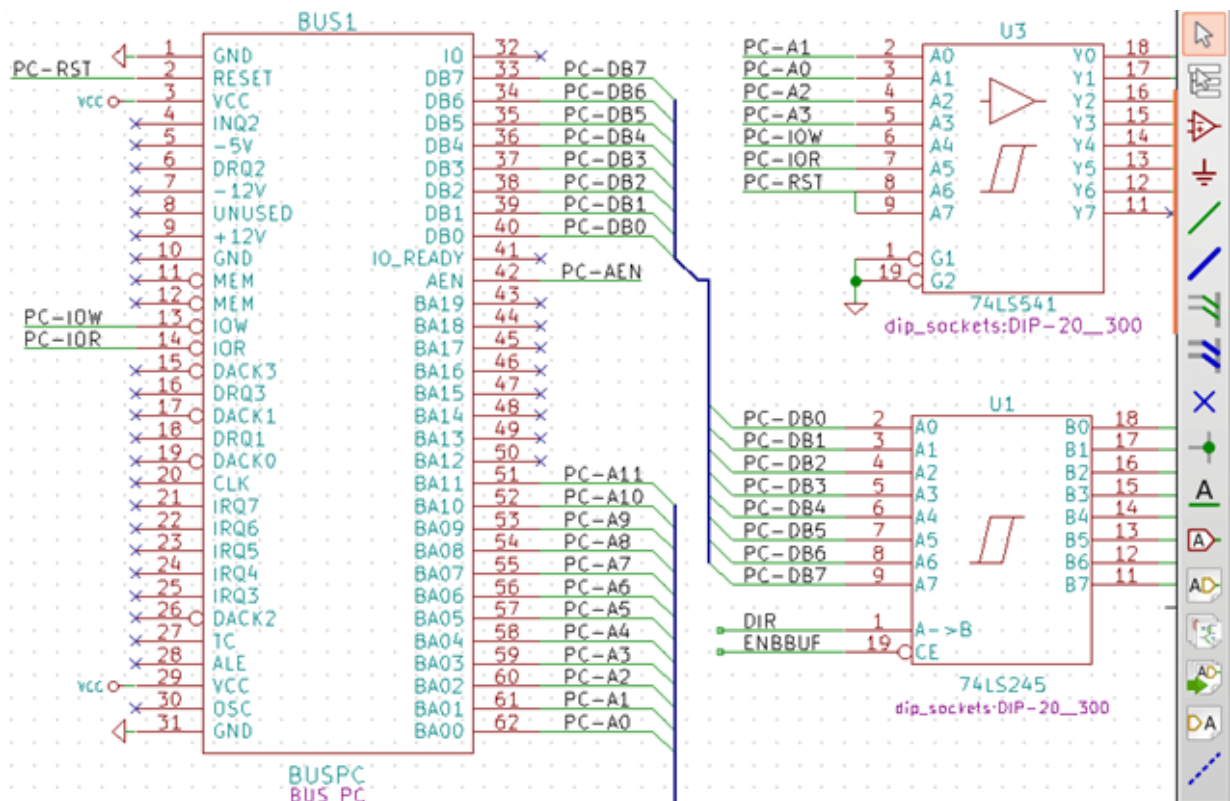 BUS1
1 GND IO 32
PC-RST 2 RESET DB7 33 PC-DB7
VCC 3 VCC DB6 34 PC-DB6
4 INQ2 DB5 35 PC-DB5
5 -5V DB4 36 PC-DB4
6 DRQ2 DB3 37 PC-DB3
7 -12V DB2 38 PC-DB2
8 UNUSED DB1 39 PC-DB1
9 +12V DB0 40 PC-DB0
10 GND IO_READY 41
11 MEM AEN 42 PC-AEN
12 MEM BA19 43
PC-IOW 13 IOW BA18 44
PC-IOR 14 IOR BA17 45
15 DACK3 BA16 46
16 DRQ3 BA15 47
17 DACK1 BA14 48
18 DRQ1 BA13 49
19 DACK0 BA12 50
20 CLK BA11 51 PC-A11
21 IRQ7 BA10 52 PC-A10
22 IRQ6 BA09 53 PC-A9
23 IRQ5 BA08 54 PC-A8
24 IRQ4 BA07 55 PC-A7
25 IRQ3 BA06 56 PC-A6
26 DACK2 BA05 57 PC-A5
27 TC BA04 58 PC-A4
28 ALE BA03 59 PC-A3
VCC 29 VCC BA02 60 PC-A2
30 OSC BA01 61 PC-A1
31 GND BA00 62 PC-A0
BUSPC
BUS_PC
U3
PC-A1 2 A0 Y0 18
PC-A0 3 A1 Y1 17
PC-A2 4 A2 Y2 16
PC-A3 5 A3 Y3 15
PC-IOW 6 A4 Y4 14
PC-IOR 7 A5 Y5 13
PC-RST 8 A6 Y6 12
9 A7 Y7 11
1 G1
19 G2
74LS541
dip_sockets:DIP-20__300
U1
PC-DB0 2 A0 B0 18
PC-DB1 3 A1 B1 17
PC-DB2 4 A2 B2 16
PC-DB3 5 A3 B3 15
PC-DB4 6 A4 B4 14
PC-DB5 7 A5 B5 13
PC-DB6 8 A6 B6 12
PC-DB7 9 A7 B7 11
DIR 1 A->B
ENBBUF 19 CE
74LS245
dip_sockets:DIP-20__300
A
A
AD
AD
DA